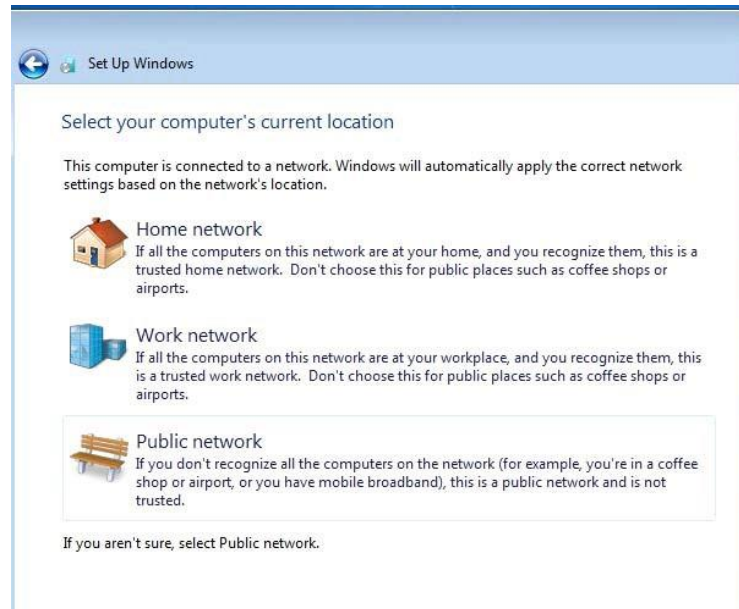 Set Up Windows
Select your computer's current location
This computer is connected to a network. Windows will automatically apply the correct network
settings based on the network's location.
Home network
If all the computers on this network are at your home, and you recognize them, this is a
trusted home network. Don't choose this for public places such as coffee shops or
airports.
Work network
If all the computers on this network are at your workplace, and you recognize them, this
is a trusted work network. Don't choose this for public places such as coffee shops or
airports.
Public network
If you don't recognize all the computers on the network (for example, you're in a coffee
shop or airport, or you have mobile broadband), this is a public network and is not
trusted.
If you aren't sure, select Public network.